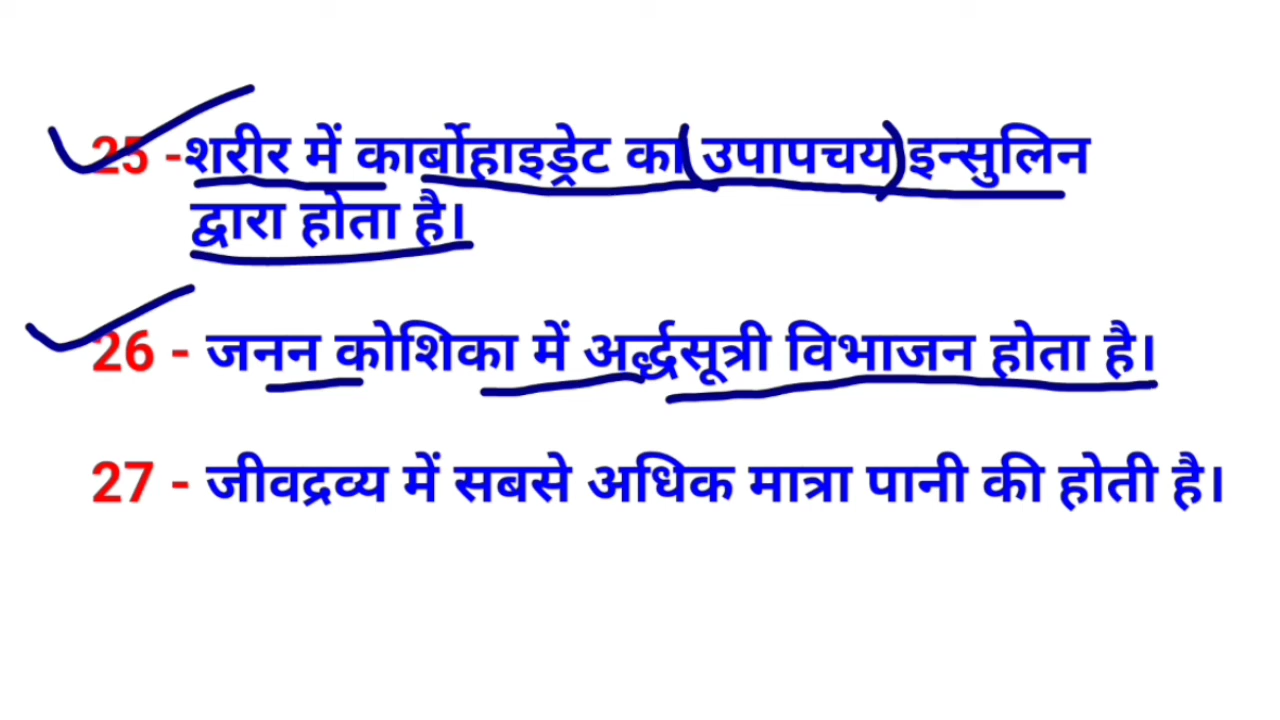 25 -शरीर में कार्बोहाइड्रेट का उपापचय इन्सुलिन
द्वारा होता है।
26 - जनन कोशिका में अर्द्धसूत्री विभाजन होता है।
27 - जीवद्रव्य में सबसे अधिक मात्रा पानी की होती है।